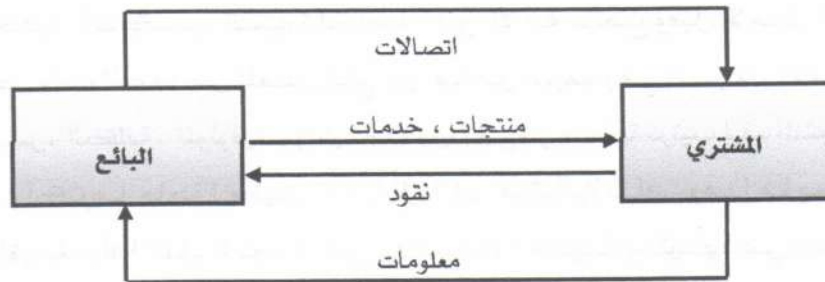 اتصالات
منتجات ، خدمات
المشتري
البائع
نقود
معلومات